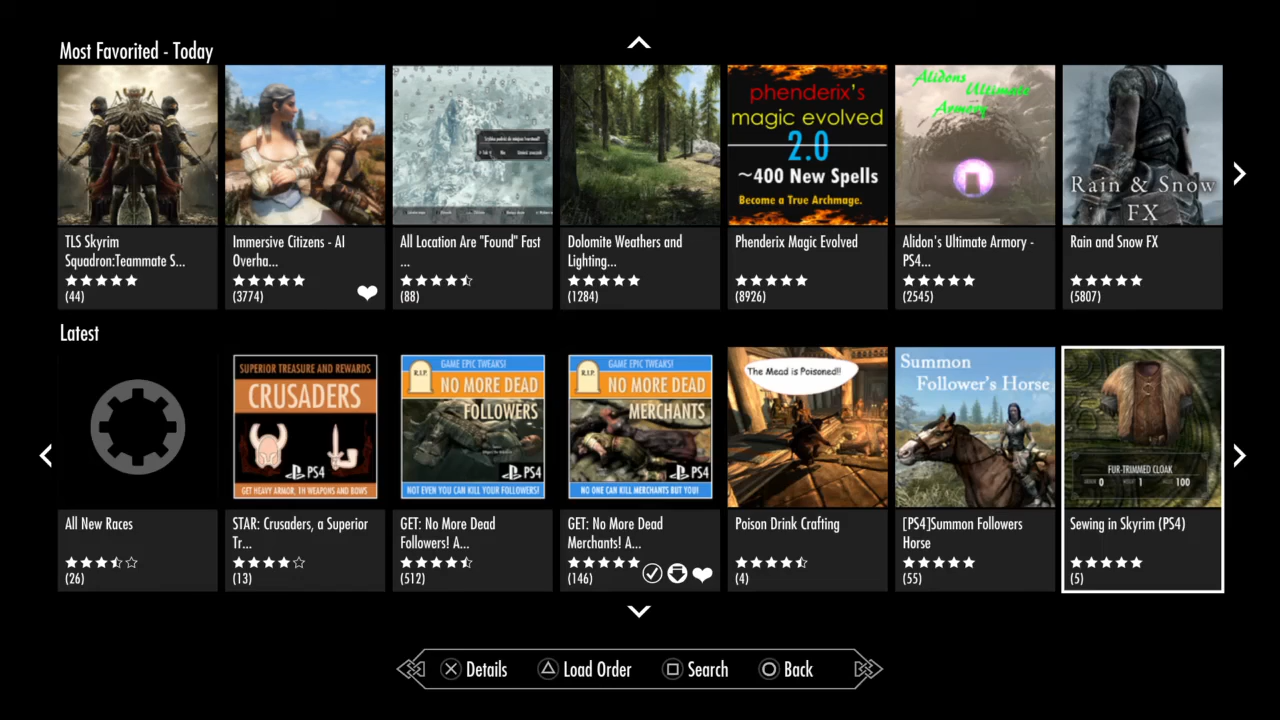 Most Favorited - Today
phenderix's
magic evolved
2.0
~400 New Spells
Become a True Archmage.
Alidons
Ultimate
Armory
Rain & Snow
FX
TLS Skyrim
Squadron:Teammate S...
(44)
Immersive Citizens - AI
Overha...
(3774)
All Location Are "Found" Fast
...
(88)
Dolomite Weathers and
Lighting...
(1284)
Phenderix Magic Evolved
(8926)
Alidon's Ultimate Armory -
PS4...
(2545)
Rain and Snow FX
(5807)
Latest
SUPERIOR TREASURE AND REWARDS
CRUSADERS
PS4
GET HEAVY ARMOR, 1H WEAPONS AND BOWS
GAME EPIC TWEAKS!
R.I.P.
NO MORE DEAD
FOLLOWERS
PS4
NOT EVEN YOU CAN KILL YOUR FOLLOWERS!
GAME EPIC TWEAKS!
R.I.P.
NO MORE DEAD
MERCHANTS
PS4
NO ONE CAN KILL MERCHANTS BUT YOU!
The Mead is Poisoned!!
Summon
Follower's Horse
FUR-TRIMMED CLOAK
0 1 100
All New Races
(26)
STAR: Crusaders, a Superior
Tr...
(13)
GET: No More Dead
Followers! A...
(512)
GET: No More Dead
Merchants! A...
(146)
Poison Drink Crafting
(4)
[PS4]Summon Followers
Horse
(55)
Sewing in Skyrim (PS4)
(5)
Details
Load Order
Search
Back